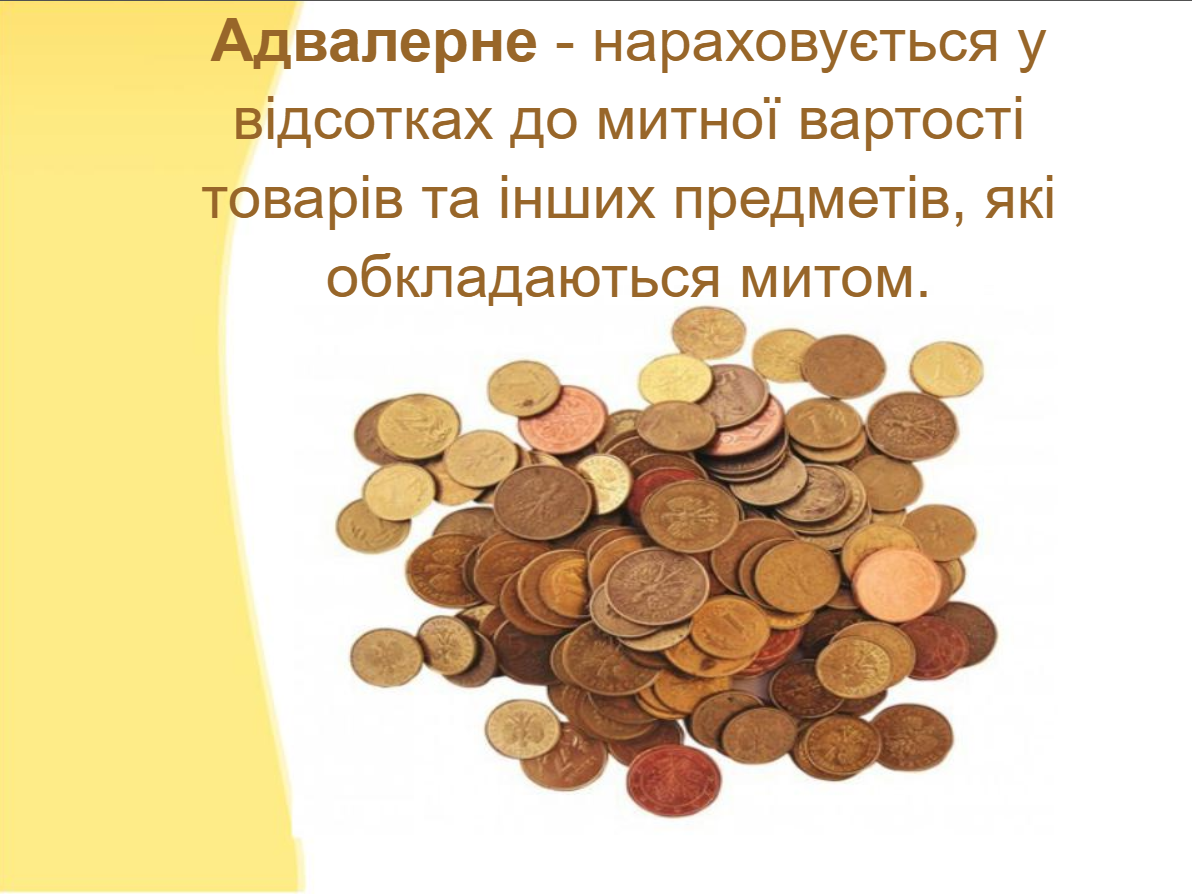 Адвалерне - нараховується у
відсотках до митної вартості
товарів та інших предметів, які
обкладаються митом.